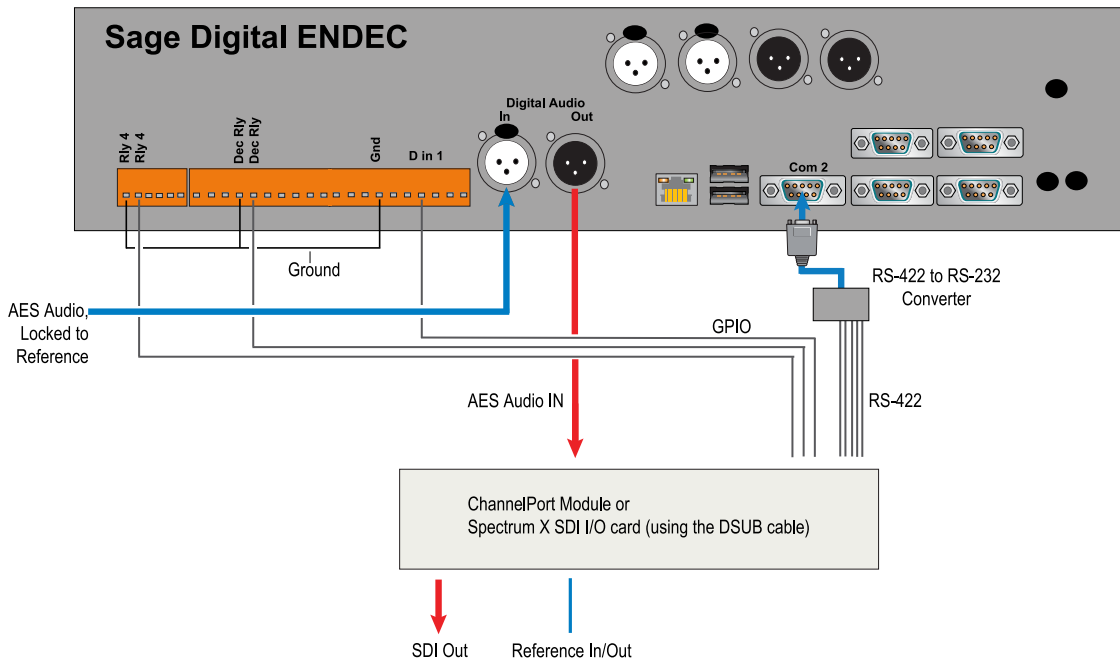 Sage Digital ENDEC
Digital Audio
In
Out
Rly 4
Rly 4
Dec Rly
Dec Rly
Gnd
D in 1
Com 2
Ground
RS-422 to RS-232
Converter
AES Audio,
Locked to
Reference
GPIO
AES Audio IN
RS-422
ChannelPort Module or
Spectrum X SDI I/O card (using the DSUB cable)
SDI Out
Reference In/Out